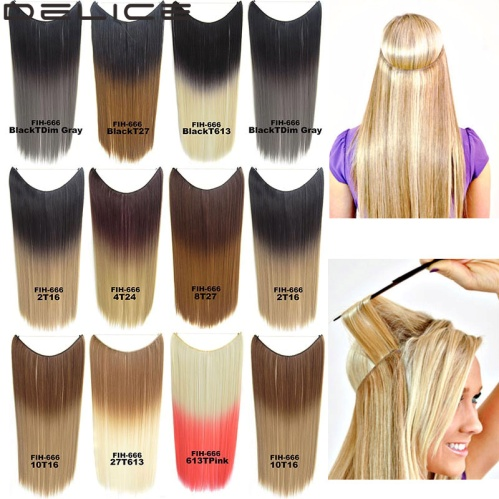 DELICE
FIH-666
BlackTDim Gray
FIH-666
BlackT27
FIH-666
BlackT613
FIH-666
BlackTDim Gray
FIH-666
2T16
FIH-666
4T24
FIH-666
8T27
FIH-666
2T16
FIH-666
10T16
FIH-666
27T613
FIH-666
613TPink
FIH-666
10T16